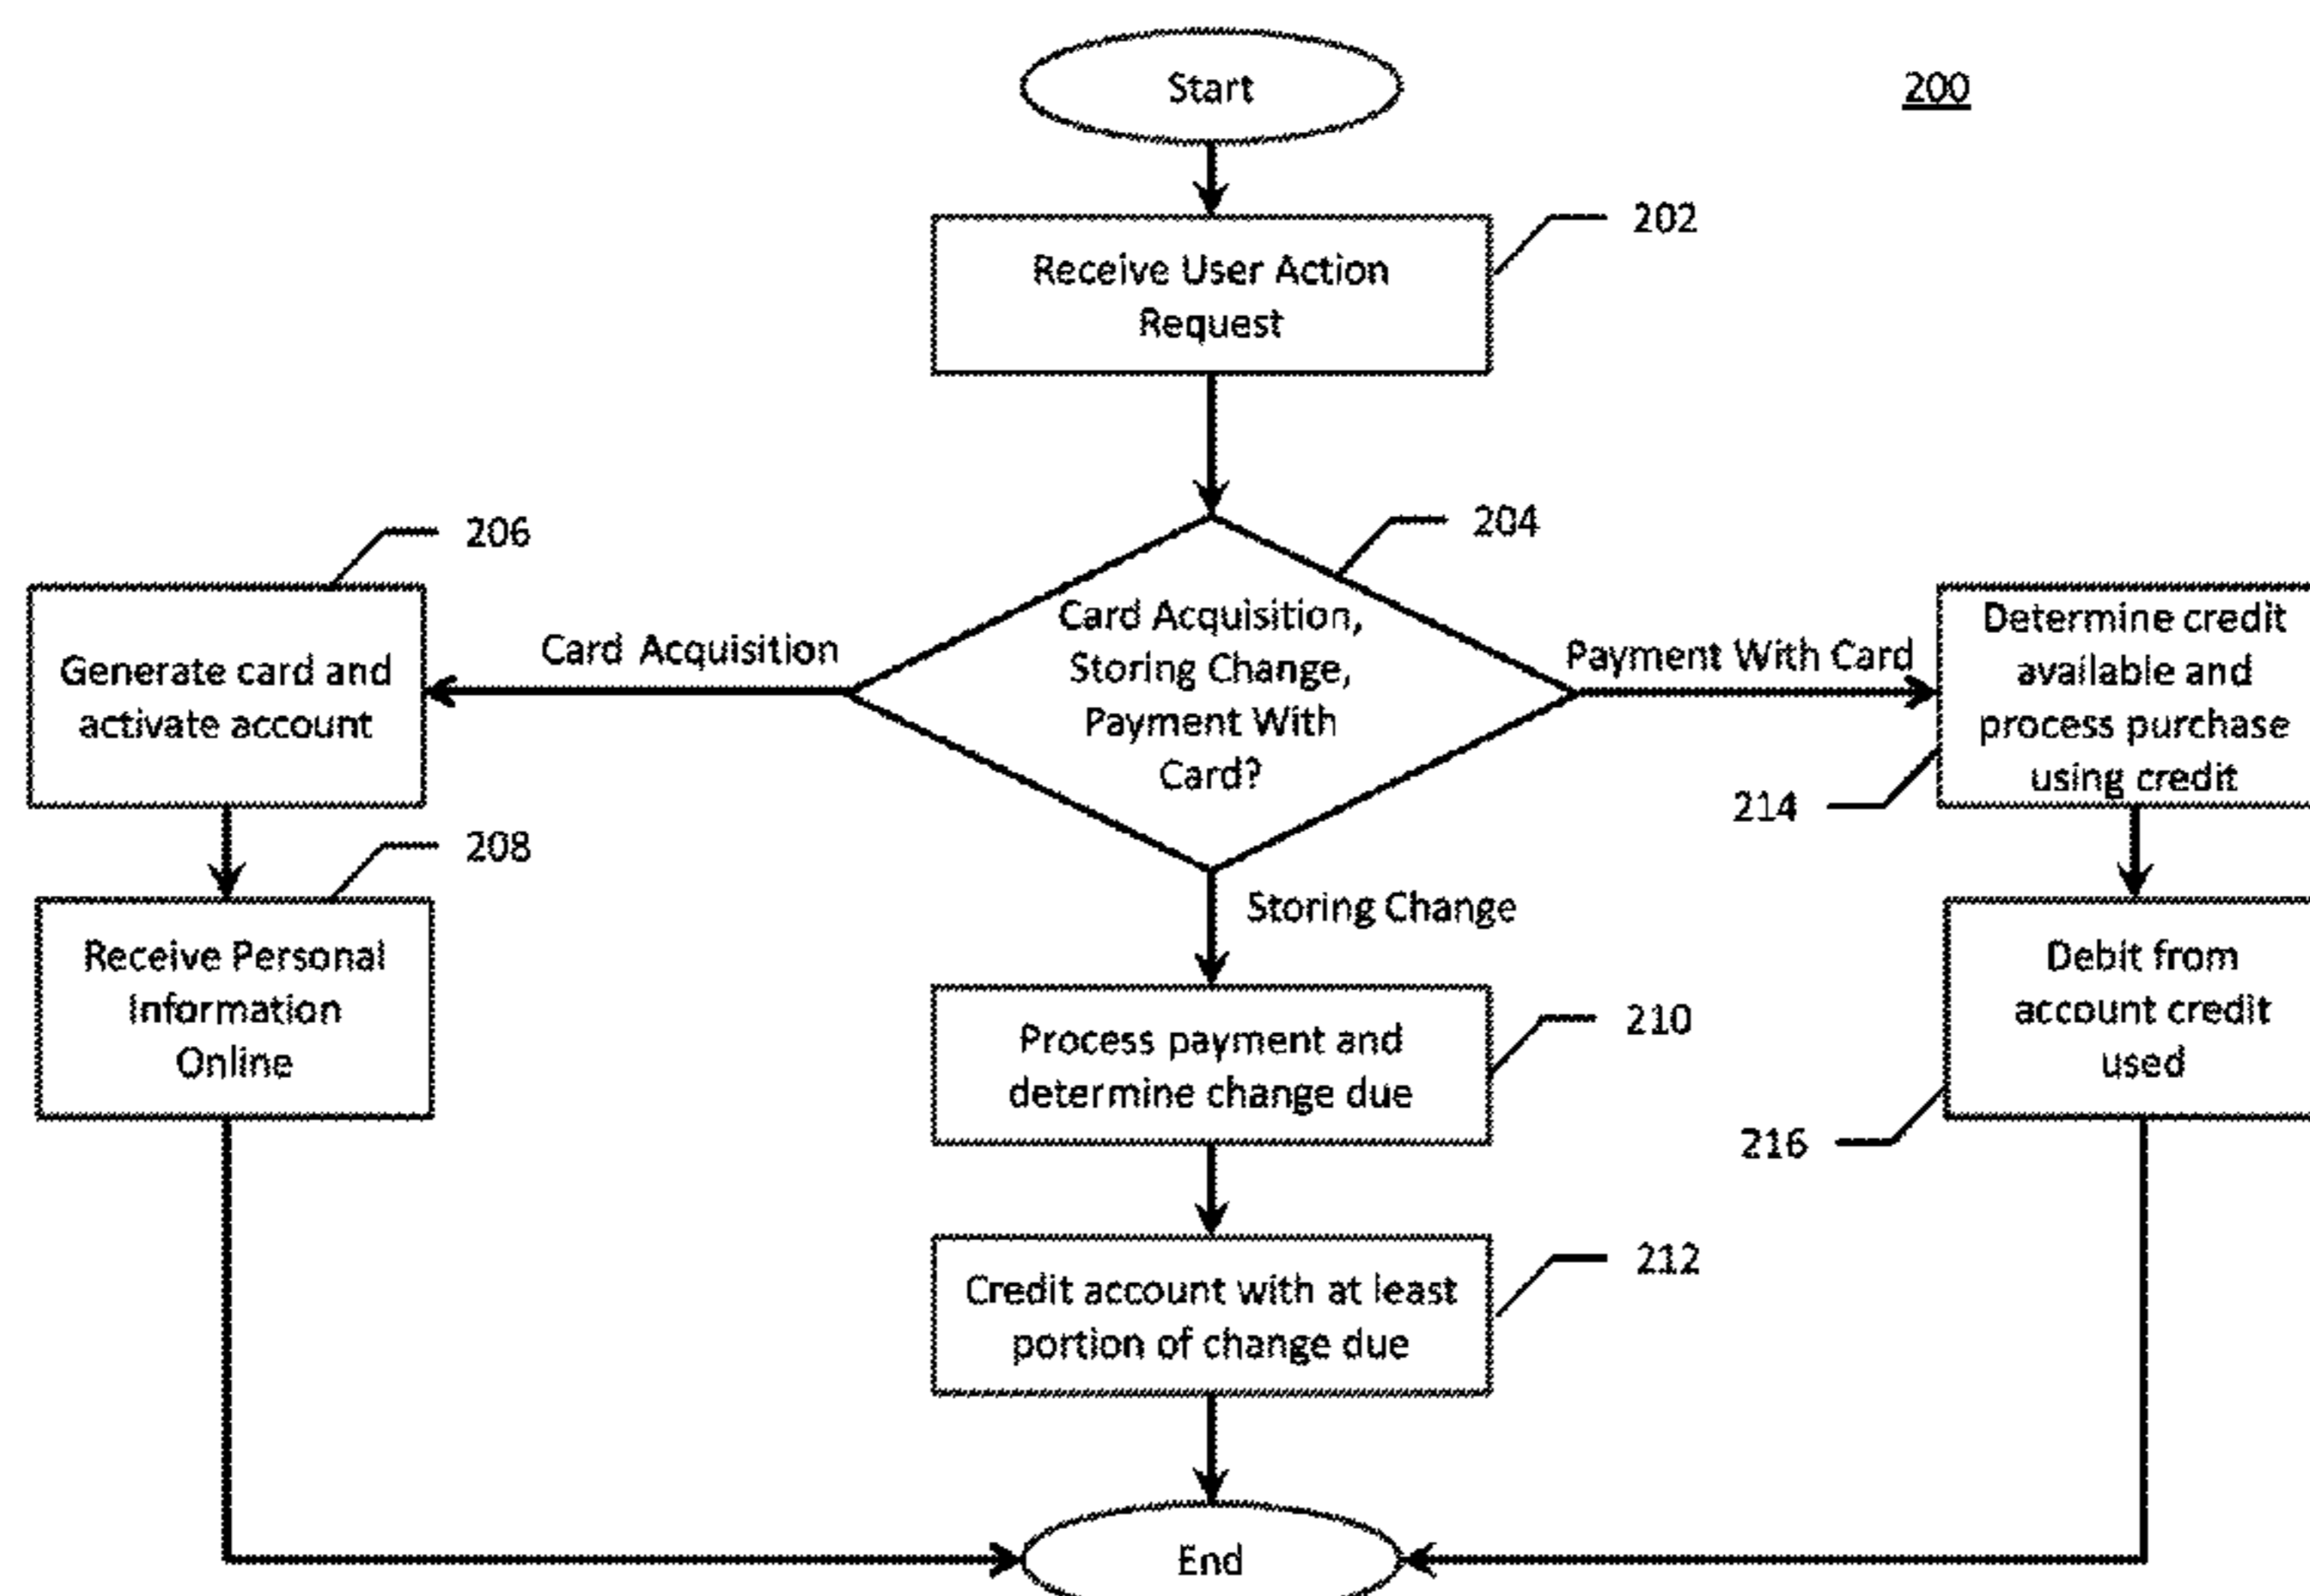 Start
200
202
Receive User Action
Request
204
206
Card Acquisition,
Storing Change,
Payment With
Card?
Card Acquisition
Generate card and
activate account
Payment With Card
Determine credit
available and
process purchase
using credit
214
208
Receive Personal
Information
Online
Storing Change
Process payment and
determine change due
210
Debit from
account credit
used
216
Credit account with at least
portion of change due
212
End